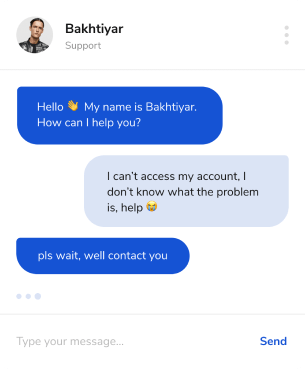 Bakhtiyar
Support
Hello 👋 My name is Bakhtiyar.
How can I help you?
I can’t access my account, I
don’t know what the problem
is, help 😭
pls wait, well contact you
Type your message...
Send